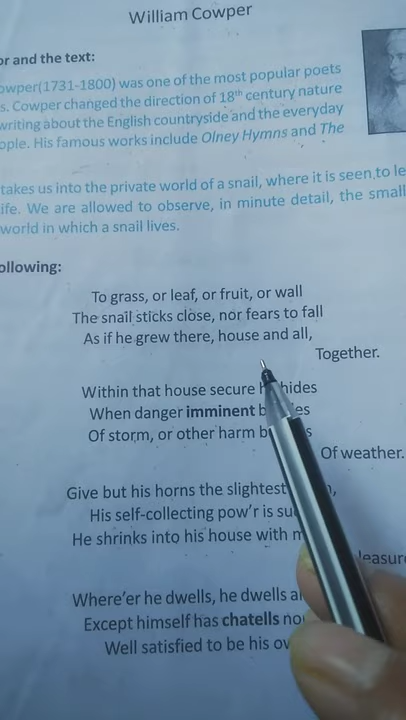 William Cowper
or and the text:
owper(1731-1800) was one of the most popular poets
s. Cowper changed the direction of 18th century nature
writing about the English countryside and the everyday
ople. His famous works include Olney Hymns and The
takes us into the private world of a snail, where it is seen to le
ife. We are allowed to observe, in minute detail, the small
world in which a snail lives.
ollowing:
To grass, or leaf, or fruit, or wall
The snail sticks close, nor fears to fall
As if he grew there, house and all,
Together.
Within that house secure hides
When danger imminent
Of storm, or other harm
Of weather.
Give but his horns the slightest
His self-collecting pow'r is
He shrinks into his house with
leasure
Where'er he dwells, he dwells
Except himself has chatells
Well satisfied to be his